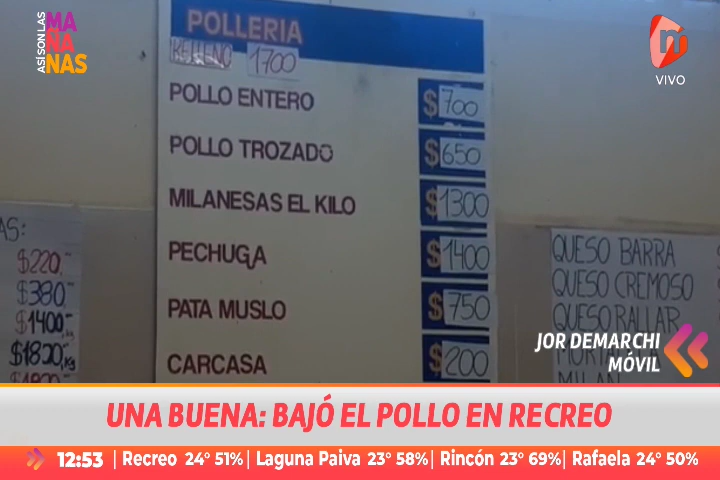 ASÍ SON LAS
MA
ÑA
NAS
n
VIVO
POLLERIA
RELLENO 1700
POLLO ENTERO $700
POLLO TROZADO $650
MILANESAS EL KILO $1300
PECHUGA $1400
PATA MUSLO $750
CARCASA $200
AS:
$220,-
$380,-
$1400,-
$1800,- kg
QUESO BARRA
QUESO CREMOSO
QUESO RALLAR
JOR DEMARCHI
MÓVIL
UNA BUENA: BAJÓ EL POLLO EN RECREO
12:53 | Recreo 24° 51% | Laguna Paiva 23° 58% | Rincón 23° 69% | Rafaela 24° 50%